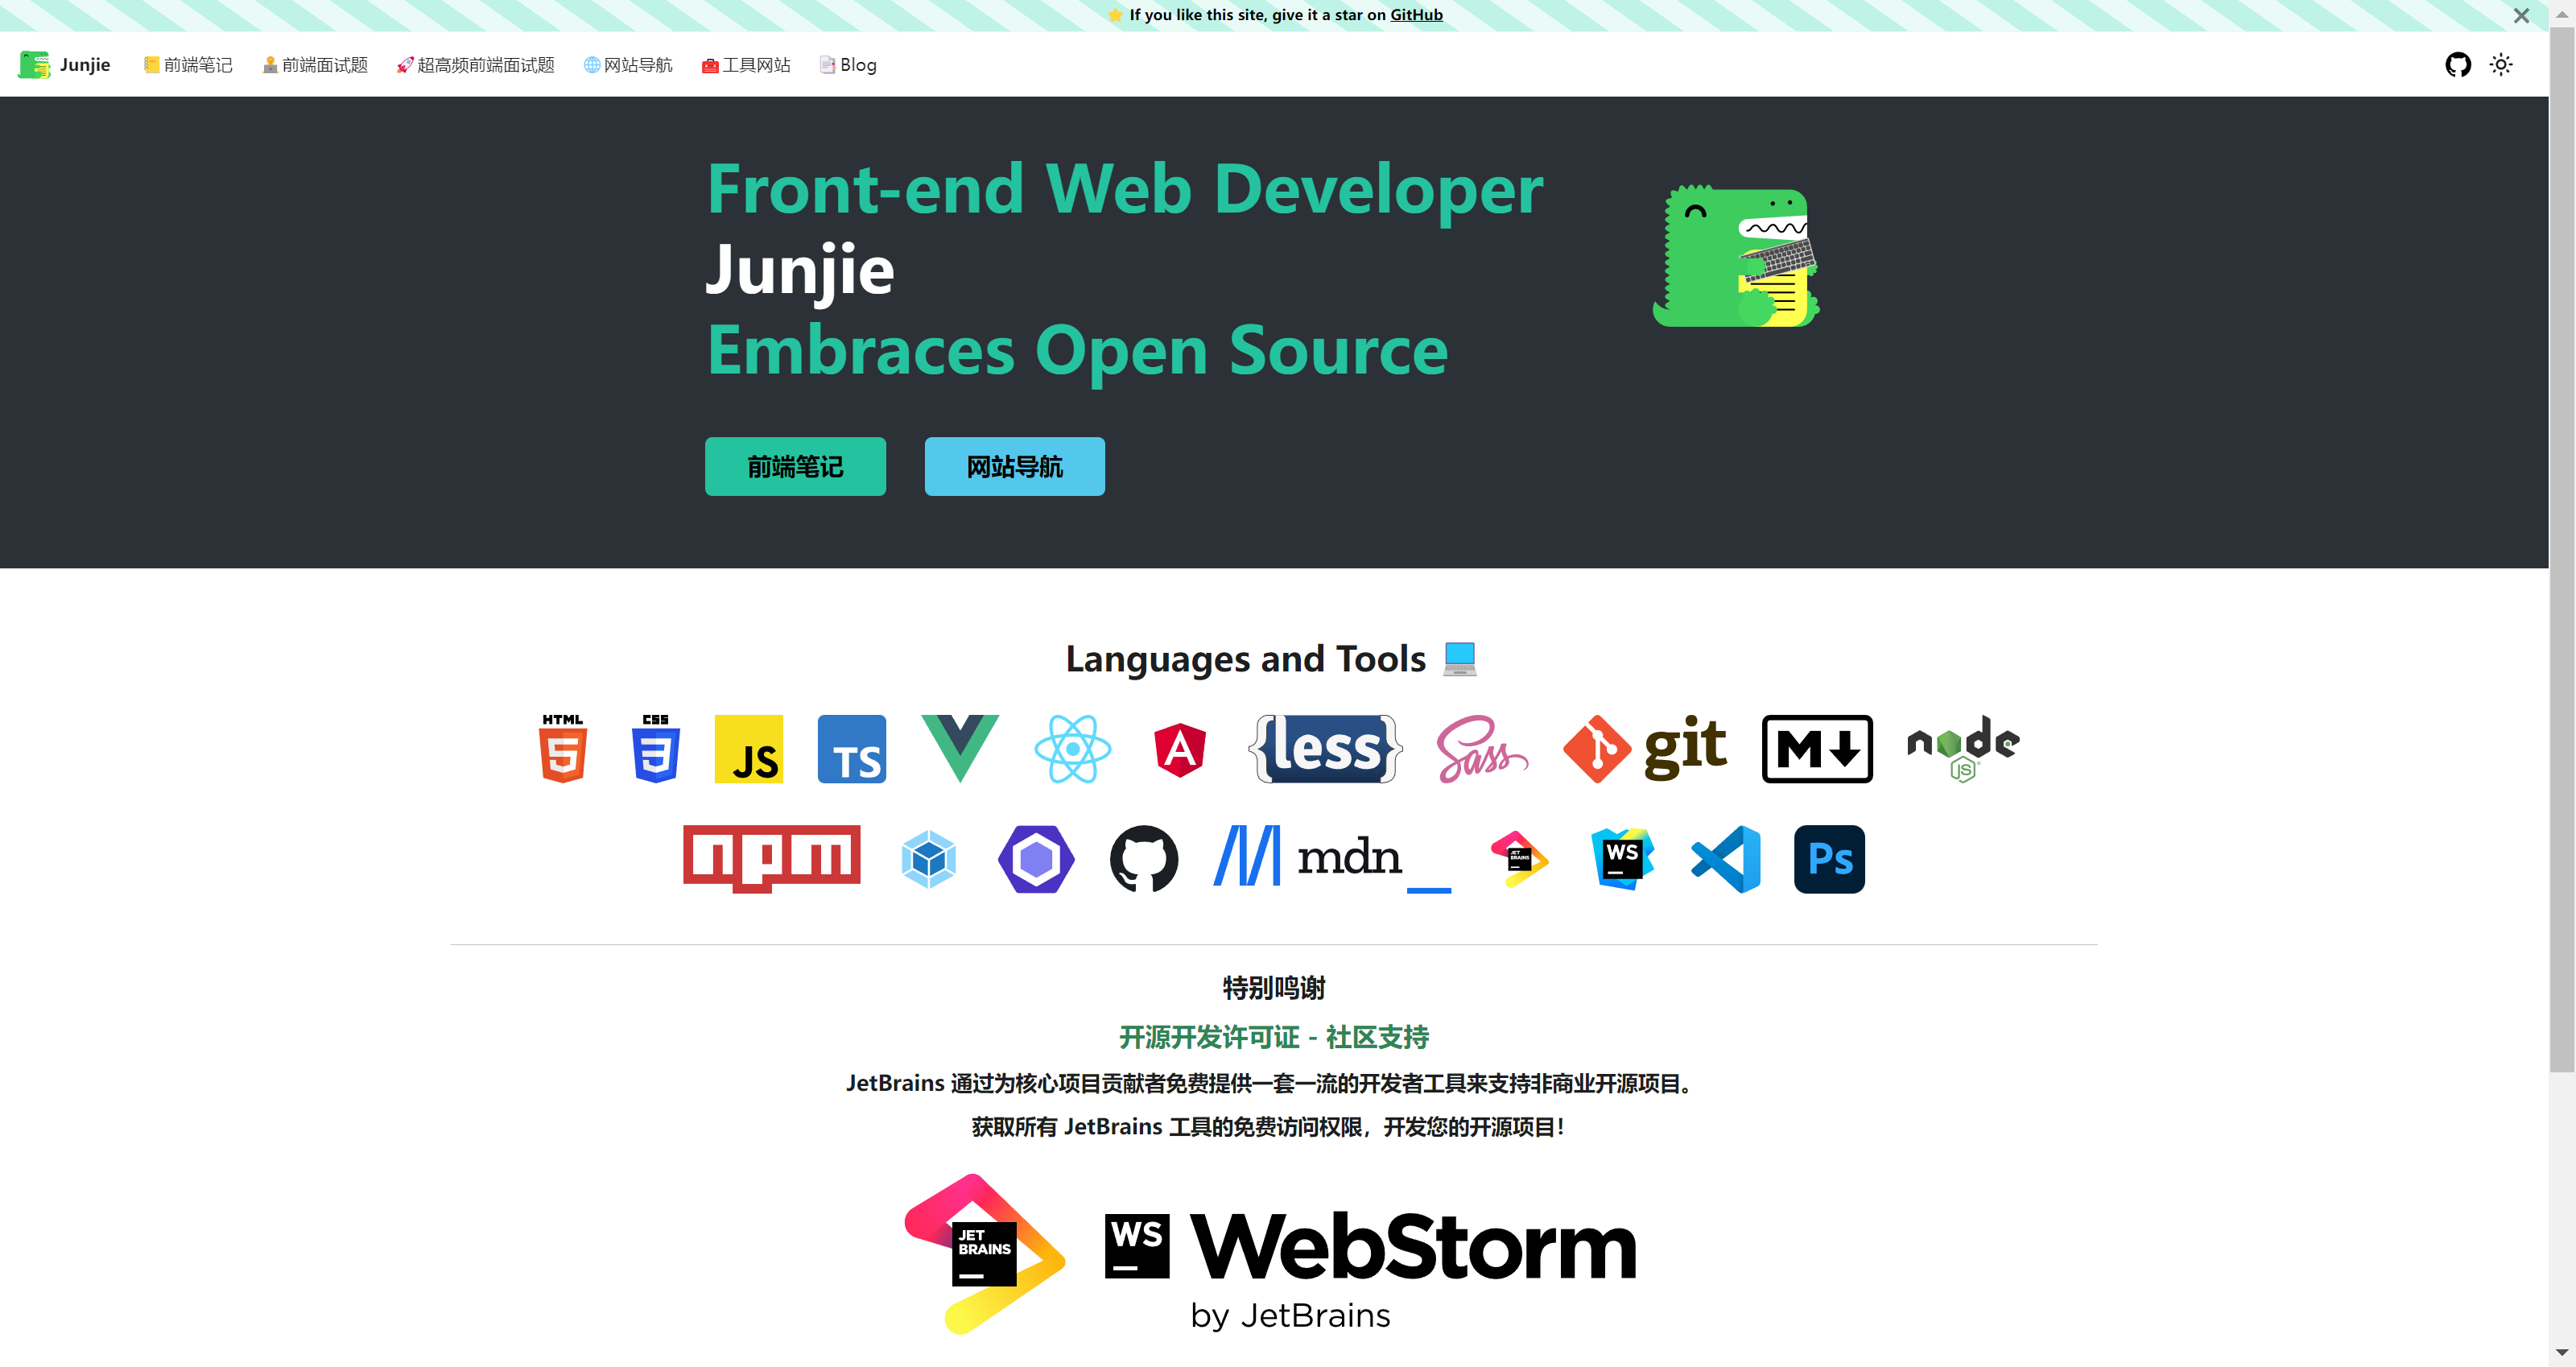 ⭐ If you like this site, give it a star on GitHub
Junjie 前端笔记 前端面试题 超高频前端面试题 网站导航 工具网站 Blog
Front-end Web Developer
Junjie
Embraces Open Source
前端笔记 网站导航
Languages and Tools
HTML 5 CSS 3 JS TS A {less} Sass git M node JS
npm mdn_ JET BRAINS WS Ps
特别鸣谢
开源开发许可证 - 社区支持
JetBrains 通过为核心项目贡献者免费提供一套一流的开发者工具来支持非商业开源项目。
获取所有 JetBrains 工具的免费访问权限，开发您的开源项目！
JET BRAINS
WS WebStorm
by JetBrains